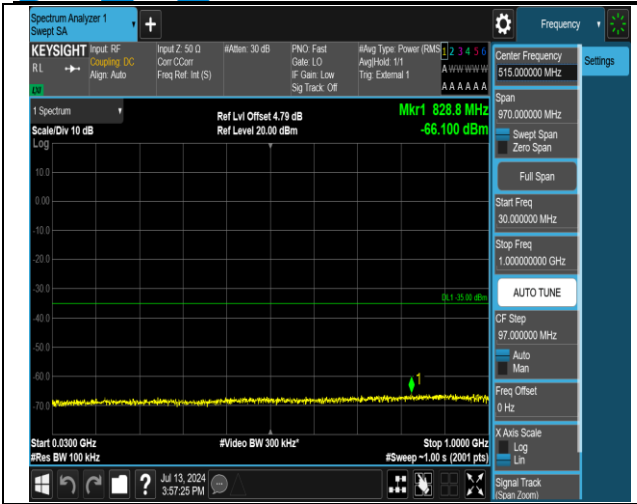 Spectrum Analyzer 1
Swept SA
+
Frequency
KEYSIGHT
RL
LNI
Input: RF
Coupling: DC
Align: Auto
Input Z: 50 Ω
Corr CCorr
Freq Ref: Int (S)
#Atten: 30 dB
PNO: Fast
Gate: LO
IF Gain: Low
Sig Track: Off
#Avg Type: Power (RMS
Avg|Hold: 1/1
Trig: External 1
1 2 3 4 5 6
A W W W W W
A A A A A A
1 Spectrum
Scale/Div 10 dB
Ref Lvl Offset 4.79 dB
Ref Level 20.00 dBm
Mkr1 828.8 MHz
-66.100 dBm
Log
10.0
0.00
-10.0
-20.0
-30.0
DL1 -35.00 dBm
-40.0
-50.0
-60.0
1
-70.0
Start 0.0300 GHz
#Video BW 300 kHz*
Stop 1.0000 GHz
#Res BW 100 kHz
#Sweep ~1.00 s (2001 pts)
Center Frequency
515.000000 MHz
Settings
Span
970.000000 MHz
Swept Span
Zero Span
Full Span
Start Freq
30.000000 MHz
Stop Freq
1.000000000 GHz
AUTO TUNE
CF Step
97.000000 MHz
Auto
Man
Freq Offset
0 Hz
X Axis Scale
Log
Lin
Signal Track
(Span Zoom)
?
Jul 13, 2024
3:57:25 PM